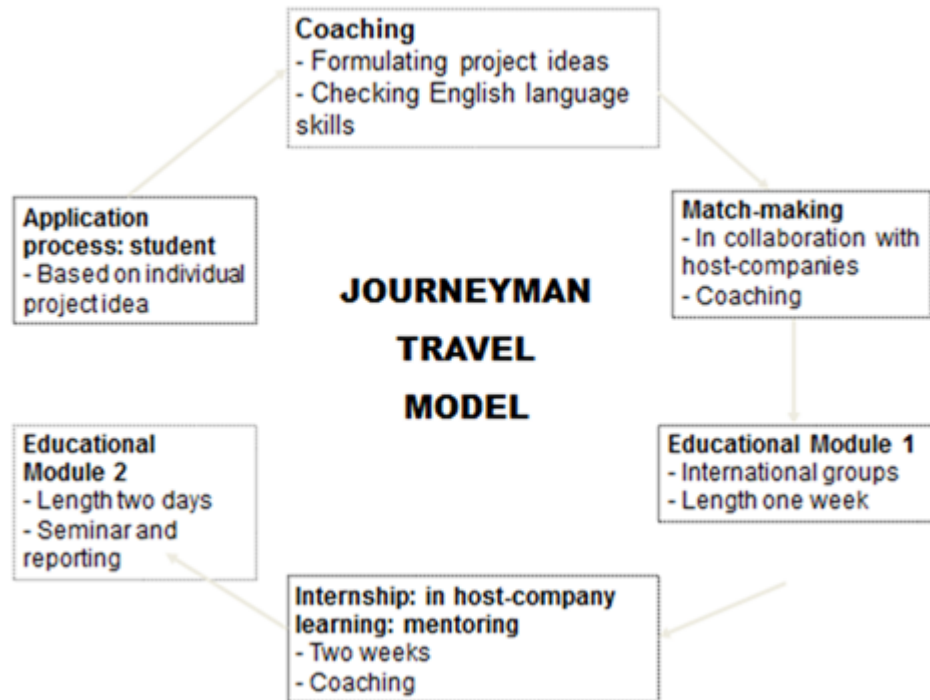 Coaching
- Formulating project ideas
- Checking English language
skills
Application
process: student
- Based on individual
project idea
Match-making
- In collaboration with
host-companies
- Coaching
JOURNEYMAN
TRAVEL
MODEL
Educational
Module 2
- Length two days
- Seminar and
reporting
Educational Module 1
- International groups
- Length one week
Internship: in host-company
learning: mentoring
- Two weeks
- Coaching